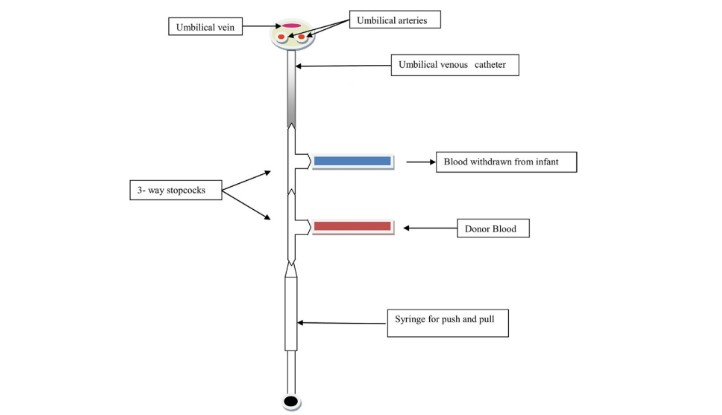 Umbilical vein
Umbilical arteries
Umbilical venous catheter
Blood withdrawn from infant
3- way stopcocks
Donor Blood
Syringe for push and pull